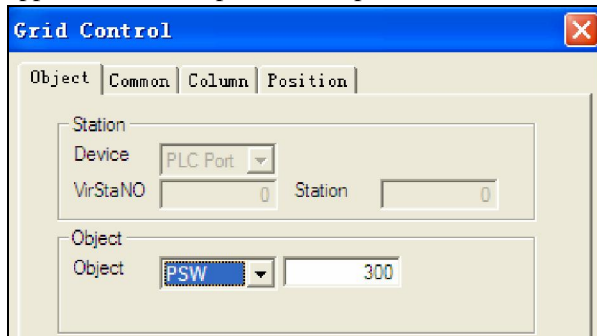 Grid Control
Object Common Column Position
Station
Device PLC Port
VirStaNO 0 Station 0
Object
Object PSW 300